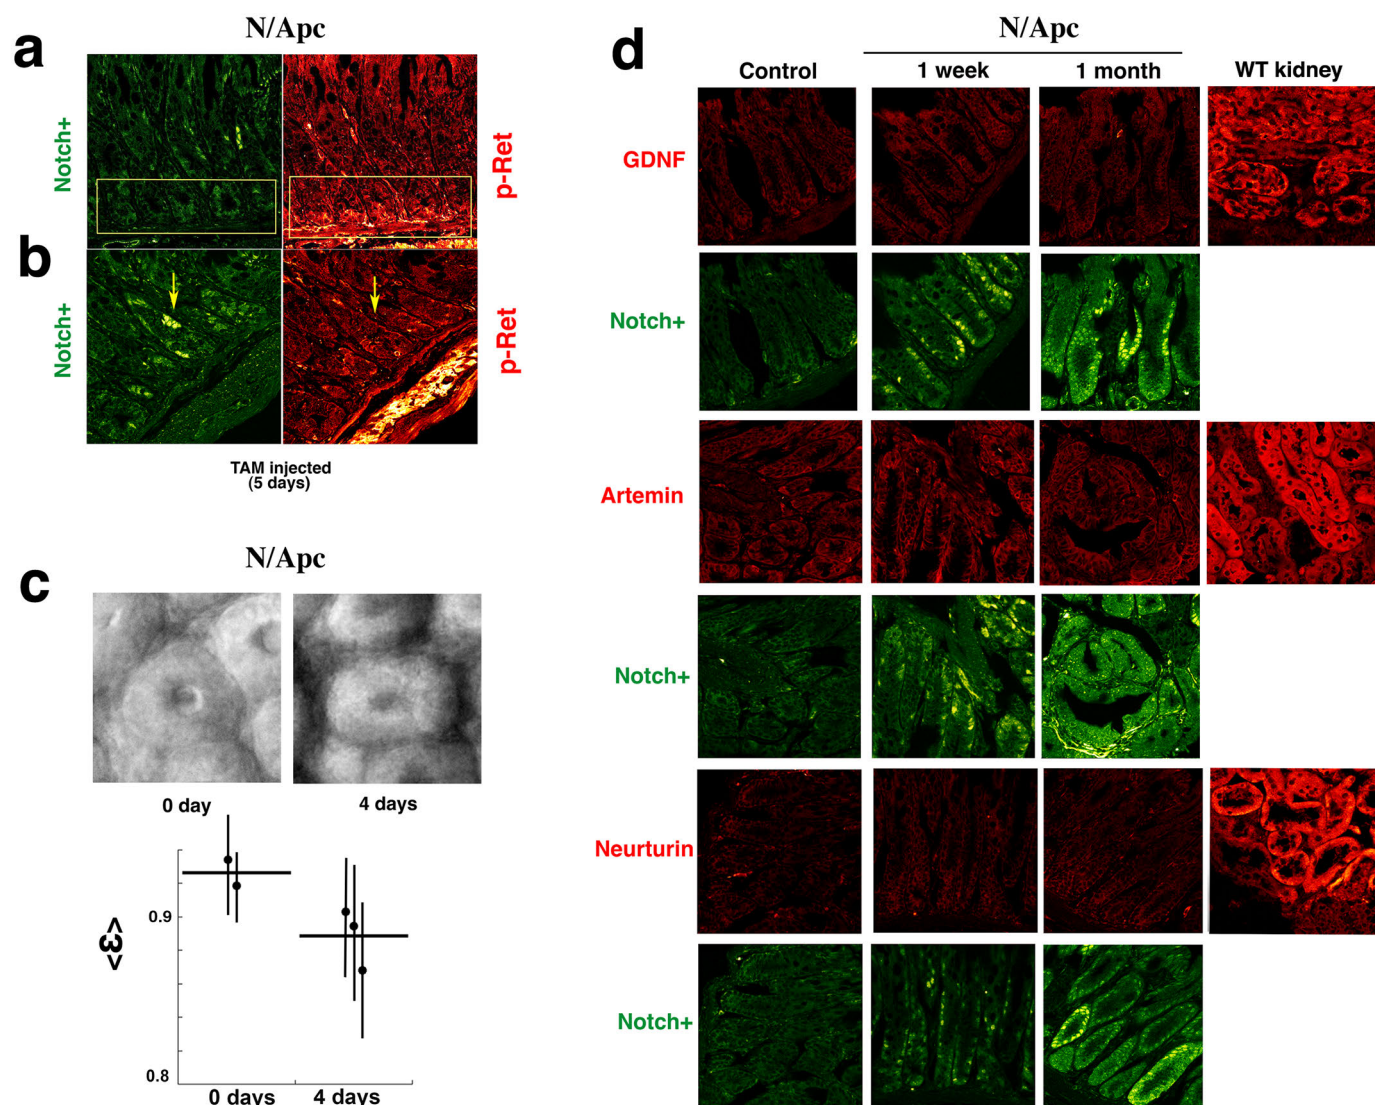 a
N/Apc
Notch+
p-Ret
b
Notch+
p-Ret
TAM injected
(5 days)
N/Apc
c
0 day
4 days
<ε>
0.9
0.8
0 days
4 days
d
N/Apc
Control
1 week
1 month
WT kidney
GDNF
Notch+
Artemin
Notch+
Neurturin
Notch+